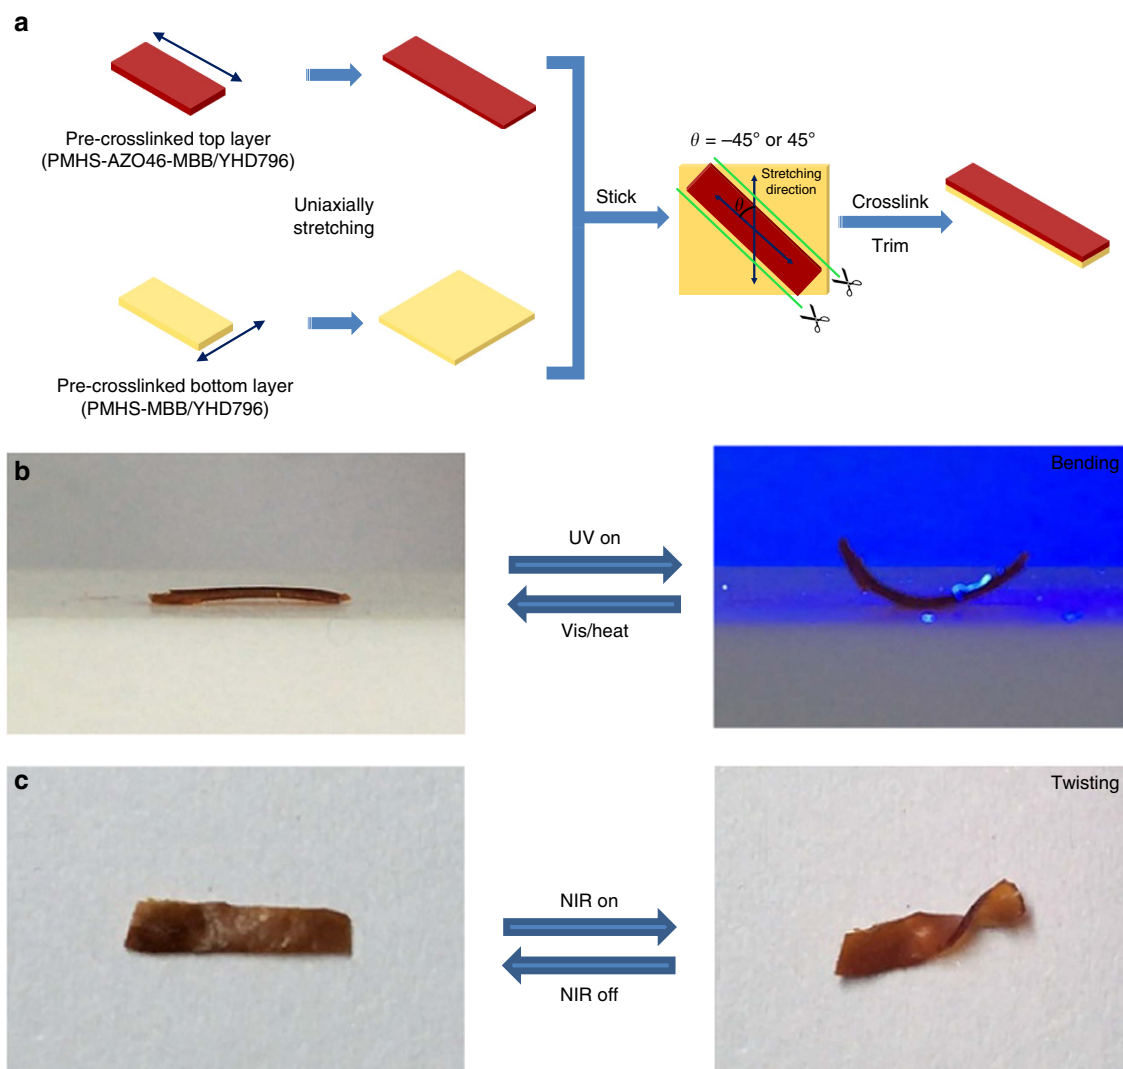 a
Pre-crosslinked top layer
(PMHS-AZO46-MBB/YHD796)
Uniaxially
stretching
Pre-crosslinked bottom layer
(PMHS-MBB/YHD796)
Stick
θ = –45° or 45°
Stretching
direction
θ
Crosslink
Trim
b
UV on
Vis/heat
Bending
c
NIR on
NIR off
Twisting